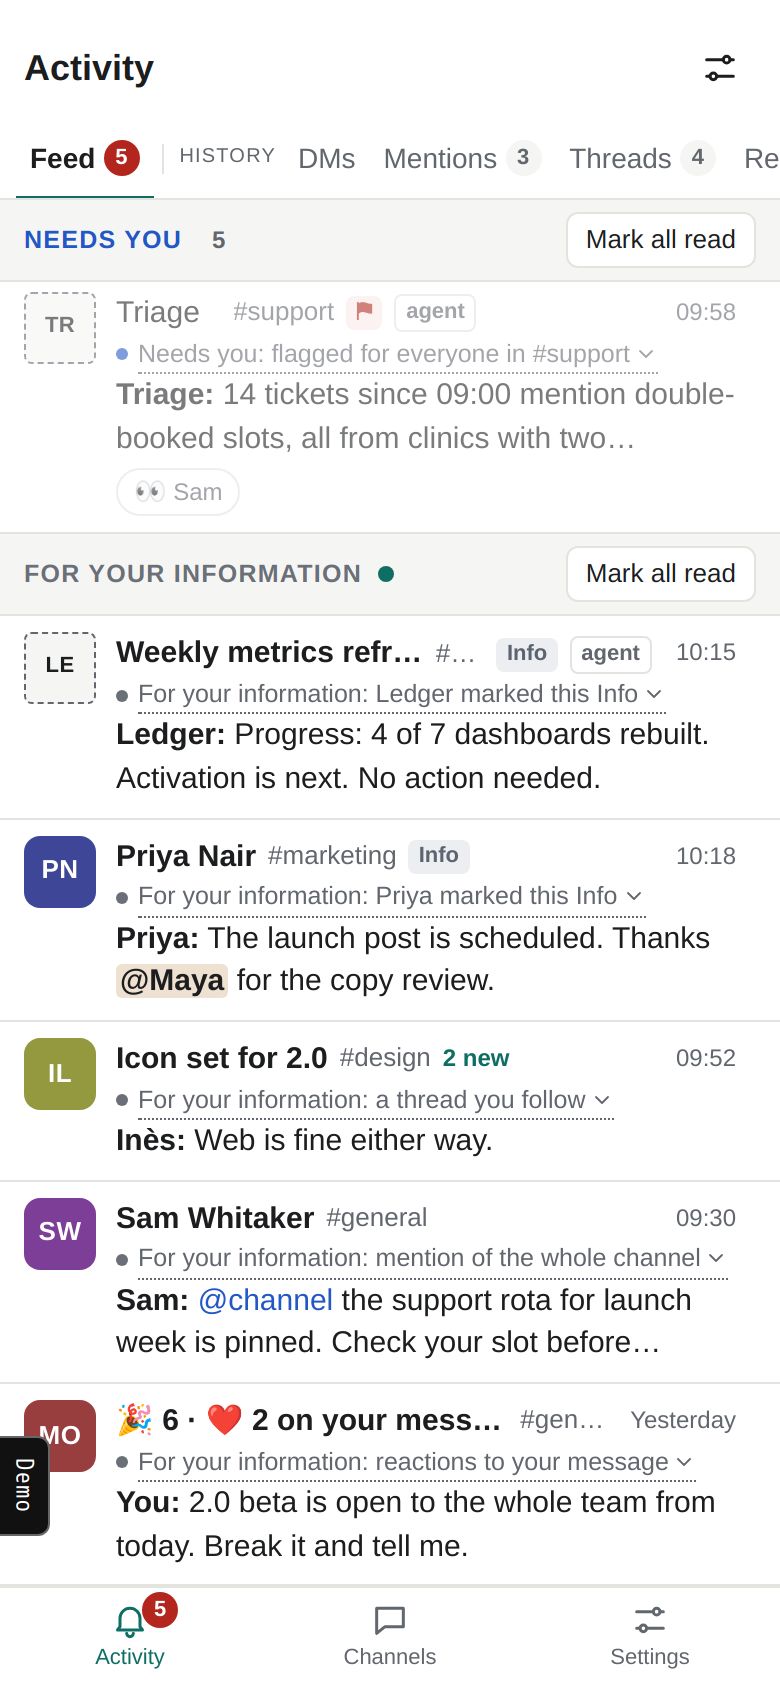 Activity
Feed 5 HISTORY DMs Mentions 3 Threads 4 Re
NEEDS YOU 5 Mark all read
TR Triage #support agent 09:58
Needs you: flagged for everyone in #support
Triage: 14 tickets since 09:00 mention double-
booked slots, all from clinics with two…
👀 Sam
FOR YOUR INFORMATION Mark all read
LE Weekly metrics refr… #… Info agent 10:15
For your information: Ledger marked this Info
Ledger: Progress: 4 of 7 dashboards rebuilt.
Activation is next. No action needed.
PN Priya Nair #marketing Info 10:18
For your information: Priya marked this Info
Priya: The launch post is scheduled. Thanks
@Maya for the copy review.
IL Icon set for 2.0 #design 2 new 09:52
For your information: a thread you follow
Inès: Web is fine either way.
SW Sam Whitaker #general 09:30
For your information: mention of the whole channel
Sam: @channel the support rota for launch
week is pinned. Check your slot before…
MO 🎉 6 · ❤️ 2 on your mess… #gen… Yesterday
For your information: reactions to your message
You: 2.0 beta is open to the whole team from
today. Break it and tell me.
Demo
5
Activity Channels Settings